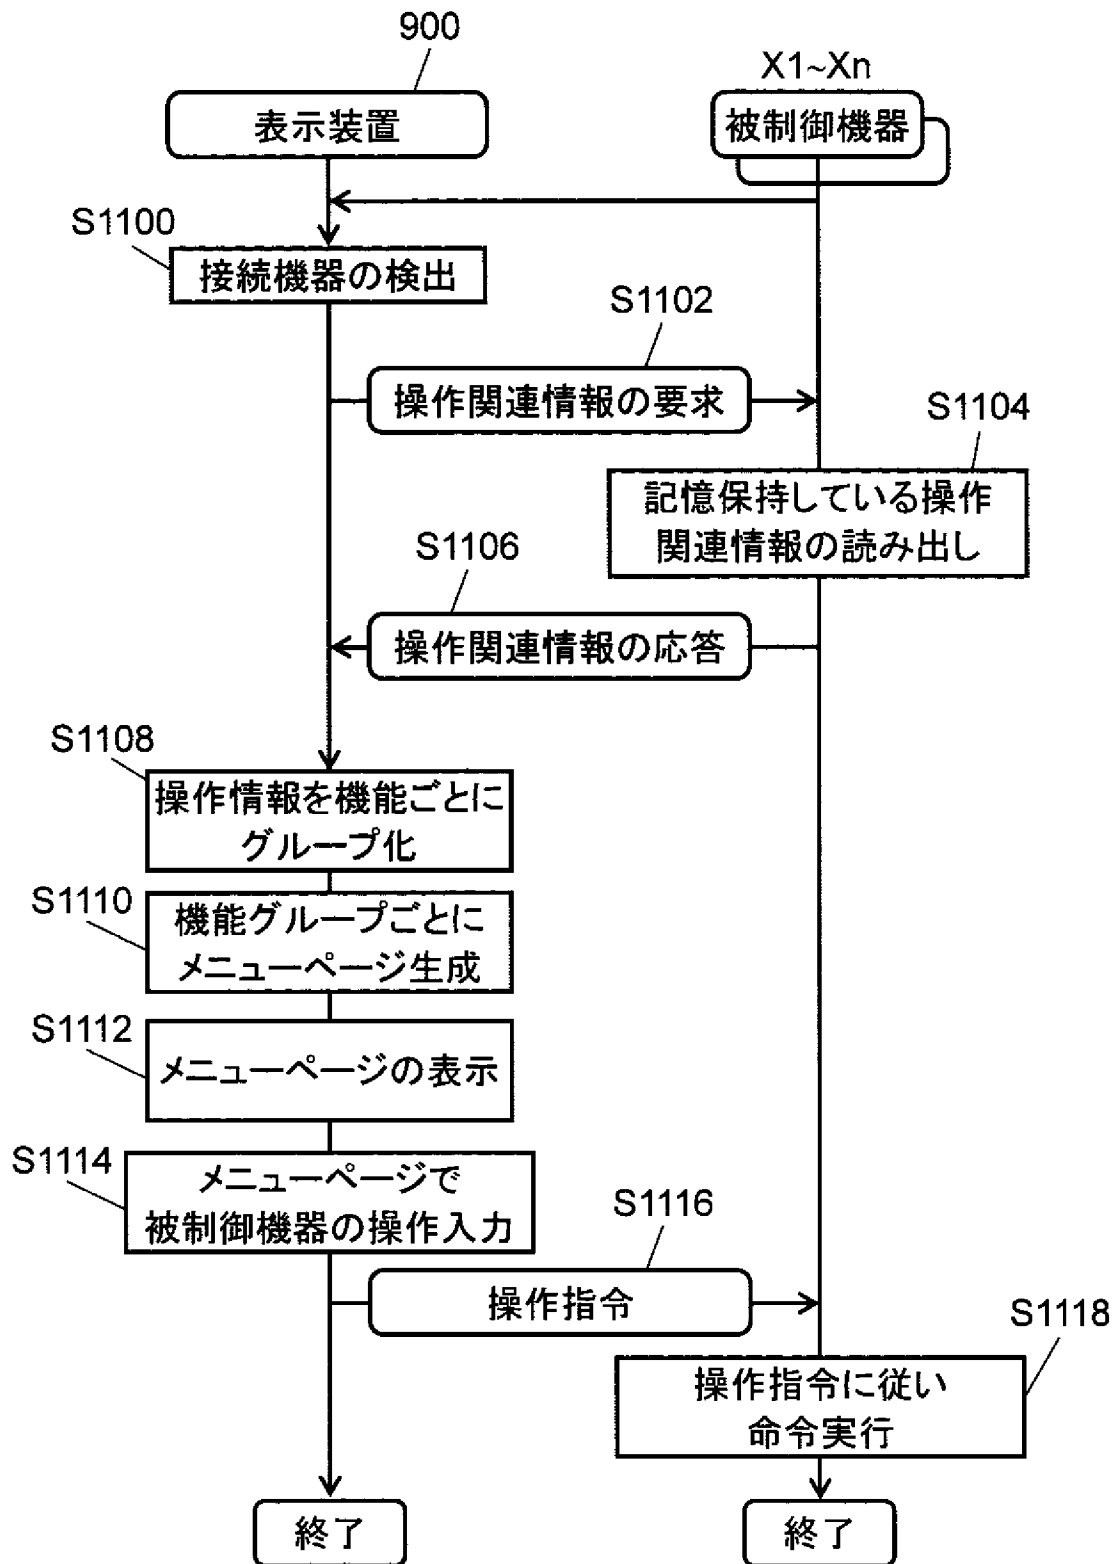 900
X1~Xn
表示装置
被制御機器
S1100
接続機器の検出
S1102
操作関連情報の要求
S1104
記憶保持している操作
関連情報の読み出し
S1106
操作関連情報の応答
S1108
操作情報を機能ごとに
グループ化
S1110
機能グループごとに
メニューページ生成
S1112
メニューページの表示
S1114
メニューページで
被制御機器の操作入力
S1116
操作指令
S1118
操作指令に従い
命令実行
終了
終了